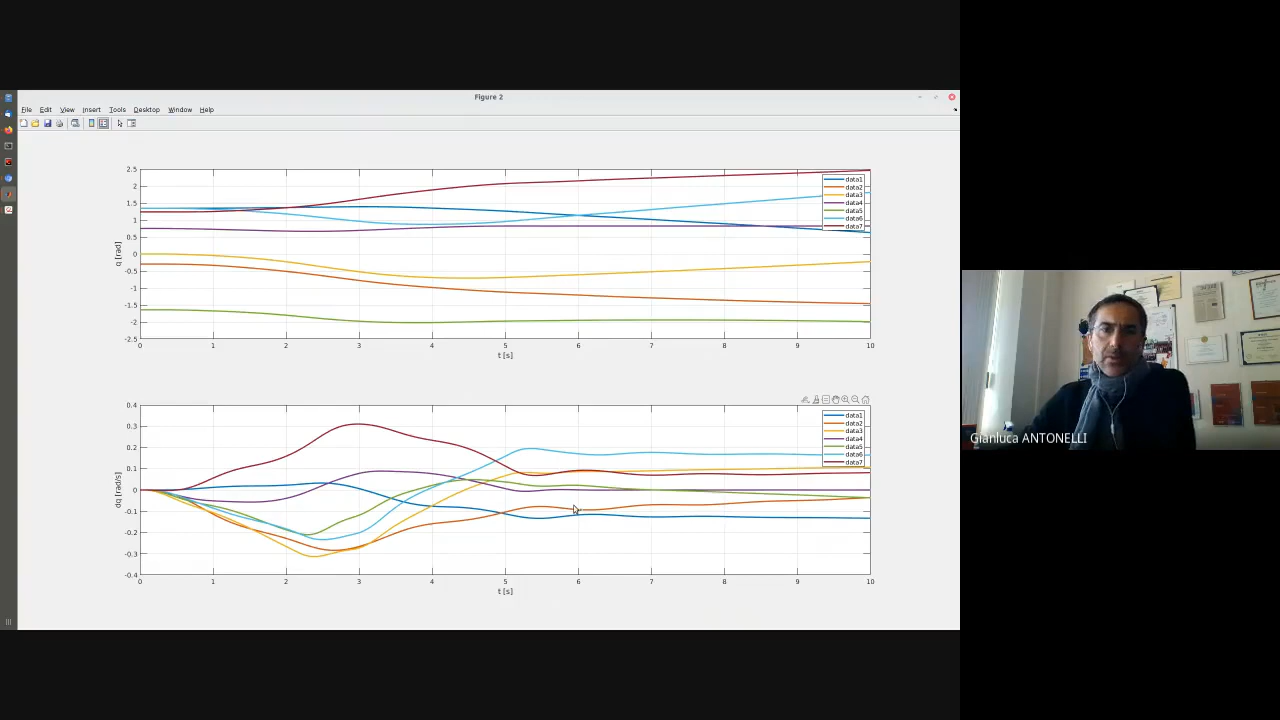 Figure 2
File Edit View Insert Tools Desktop Window Help
2.5
2
1.5
1
0.5
0
-0.5
-1
-1.5
-2
-2.5
q [rad]
0 1 2 3 4 5 6 7 8 9 10
t [s]
data1
data2
data3
data4
data5
data6
data7
0.4
0.3
0.2
0.1
0
-0.1
-0.2
-0.3
-0.4
dq [rad/s]
0 1 2 3 4 5 6 7 8 9 10
t [s]
data1
data2
data3
data4
data5
data6
data7
Gianluca ANTONELLI